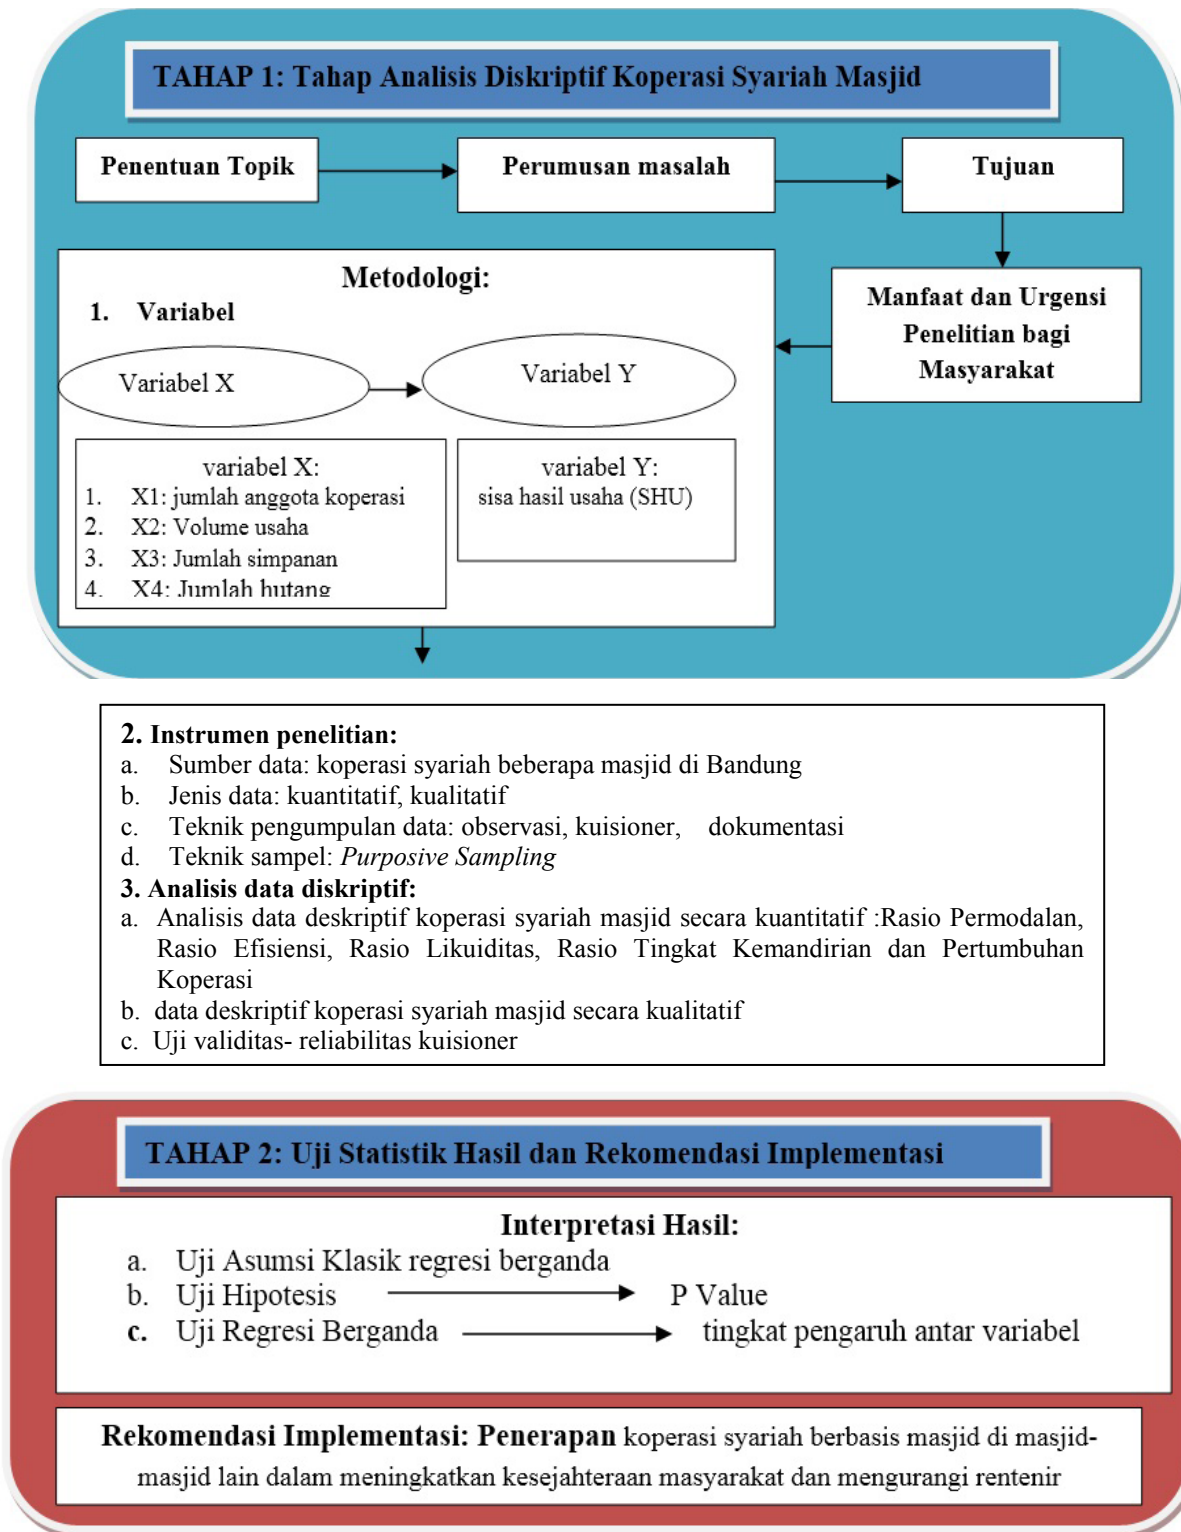 TAHAP 1: Tahap Analisis Diskriptif Koperasi Syariah Masjid
Penentuan Topik
Perumusan masalah
Tujuan
Manfaat dan Urgensi
Penelitian bagi
Masyarakat
Metodologi:
1. Variabel
Variabel X
Variabel Y
variabel X:
1. X1: jumlah anggota koperasi
2. X2: Volume usaha
3. X3: Jumlah simpanan
4. X4: Jumlah hutang
variabel Y:
sisa hasil usaha (SHU)
2. Instrumen penelitian:
a. Sumber data: koperasi syariah beberapa masjid di Bandung
b. Jenis data: kuantitatif, kualitatif
c. Teknik pengumpulan data: observasi, kuisioner, dokumentasi
d. Teknik sampel: Purposive Sampling
3. Analisis data diskriptif:
a. Analisis data deskriptif koperasi syariah masjid secara kuantitatif :Rasio Permodalan,
Rasio Efisiensi, Rasio Likuiditas, Rasio Tingkat Kemandirian dan Pertumbuhan
Koperasi
b. data deskriptif koperasi syariah masjid secara kualitatif
c. Uji validitas- reliabilitas kuisioner
TAHAP 2: Uji Statistik Hasil dan Rekomendasi Implementasi
Interpretasi Hasil:
a. Uji Asumsi Klasik regresi berganda
b. Uji Hipotesis P Value
c. Uji Regresi Berganda tingkat pengaruh antar variabel
Rekomendasi Implementasi: Penerapan koperasi syariah berbasis masjid di masjid-
masjid lain dalam meningkatkan kesejahteraan masyarakat dan mengurangi rentenir